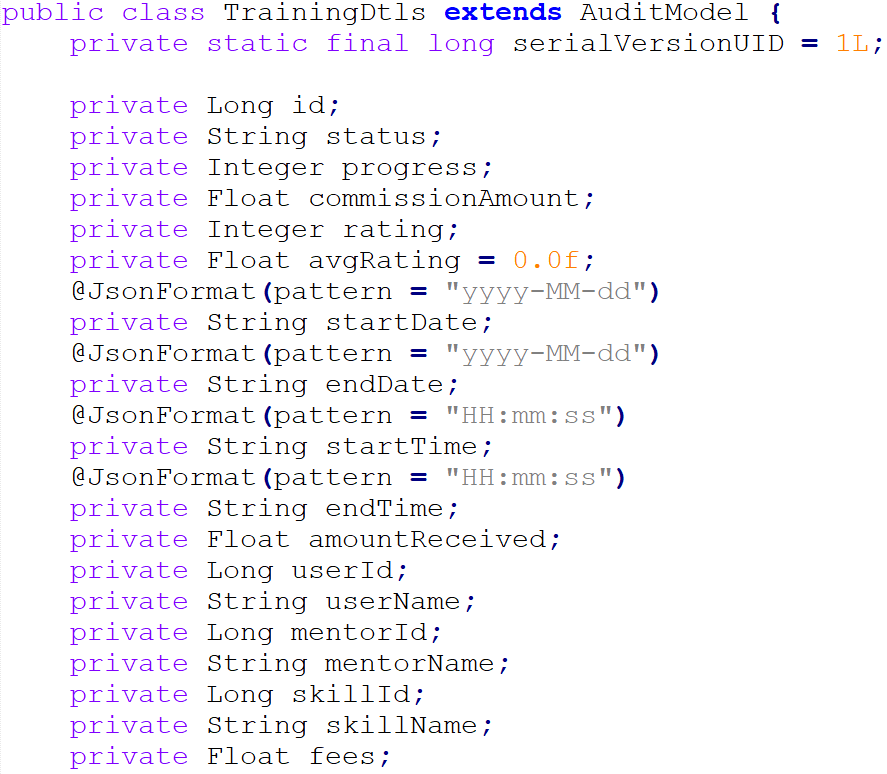 public class TrainingDtls extends AuditModel {
    private static final long serialVersionUID = 1L;

    private Long id;
    private String status;
    private Integer progress;
    private Float commissionAmount;
    private Integer rating;
    private Float avgRating = 0.0f;
    @JsonFormat(pattern = "yyyy-MM-dd")
    private String startDate;
    @JsonFormat(pattern = "yyyy-MM-dd")
    private String endDate;
    @JsonFormat(pattern = "HH:mm:ss")
    private String startTime;
    @JsonFormat(pattern = "HH:mm:ss")
    private String endTime;
    private Float amountReceived;
    private Long userId;
    private String userName;
    private Long mentorId;
    private String mentorName;
    private Long skillId;
    private String skillName;
    private Float fees;